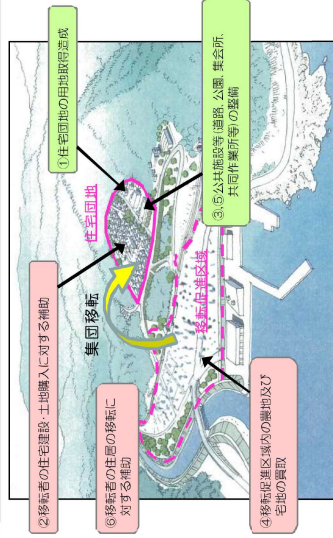 ②移転者の住宅建設・土地購入に対する補助
①住宅団地の用地取得造成
⑥移転者の住居の移転に
対する補助
集団移転
住宅団地
移転促進区域
③,⑤公共施設等(道路、公園、集会所、
共同作業所等)の整備
④移転促進区域内の農地及び
宅地の買取